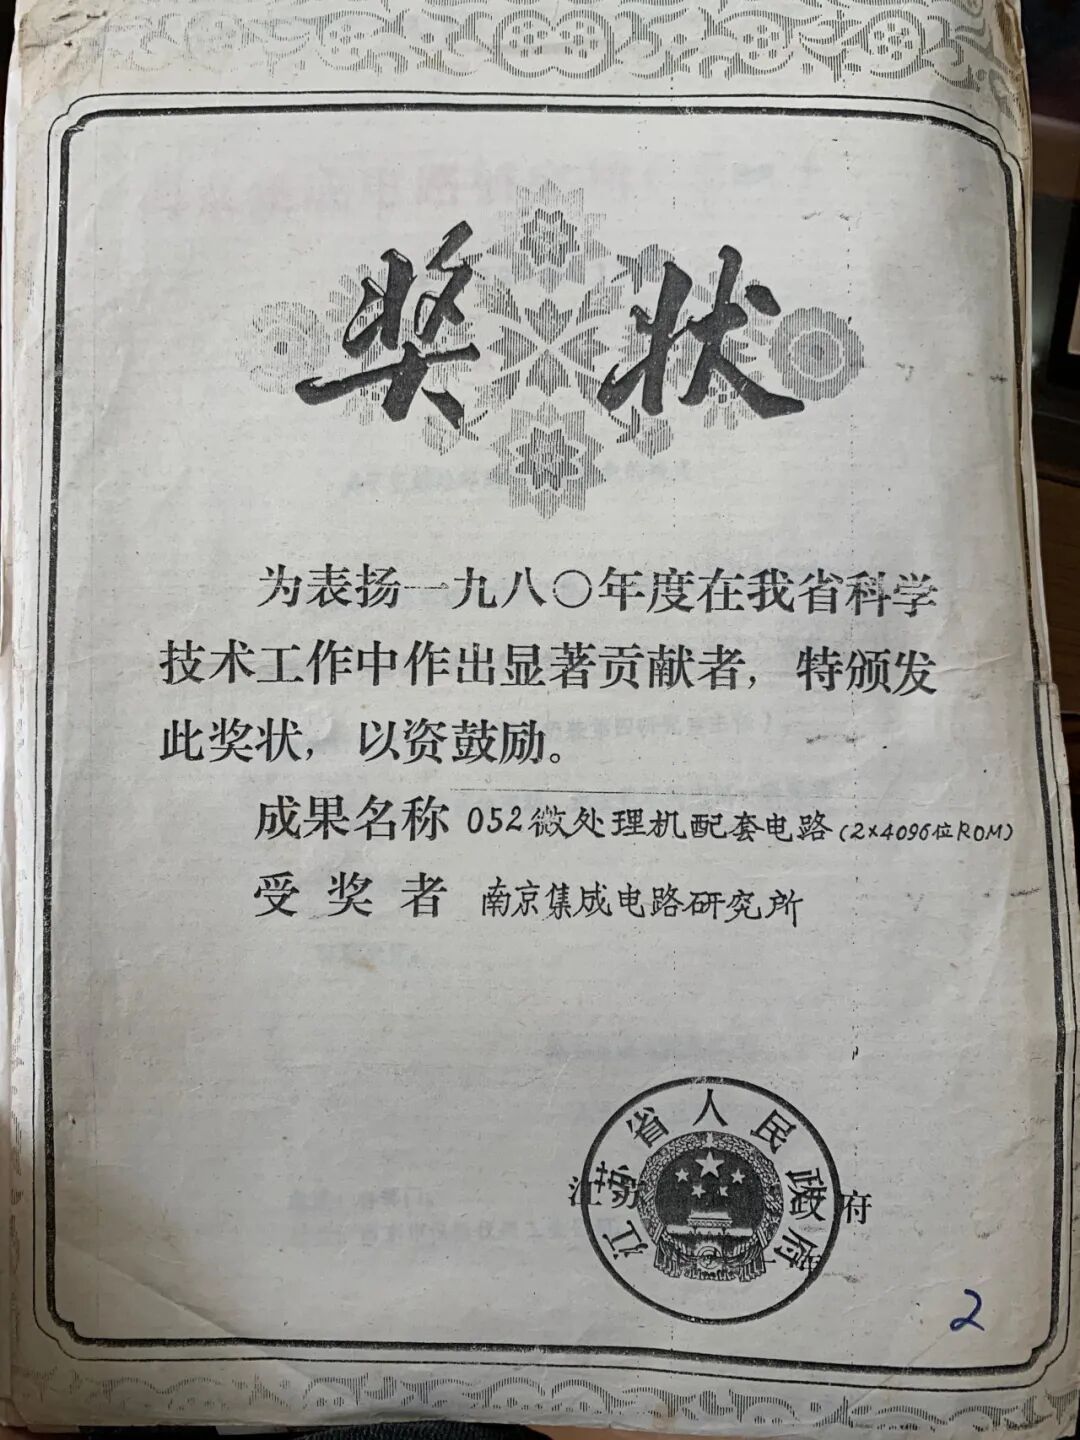 奖状
为表扬一九八〇年度在我省科学
技术工作中作出显著贡献者，特颁发
此奖状，以资鼓励。
成果名称 052微处理机配套电路(2×4096位ROM)
受奖者 南京集成电路研究所
江苏省人民政府
江苏 政府
2